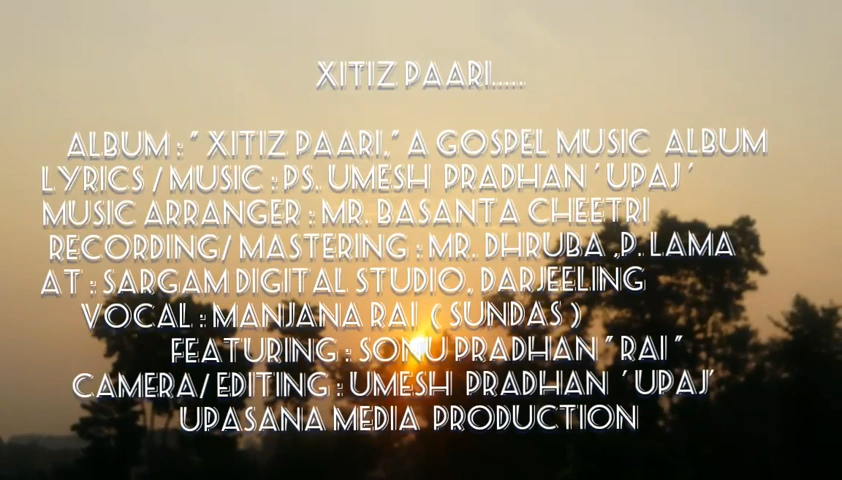 XITIZ PAARI......
ALBUM : " XITIZ PAARI," A GOSPEL MUSIC ALBUM
LYRICS / MUSIC : PS. UMESH PRADHAN ' UPAJ '
MUSIC ARRANGER : MR. BASANTA CHEETRI
RECORDING/ MASTERING : MR. DHRUBA ,P. LAMA
AT : SARGAM DIGITAL STUDIO, DARJEELING
VOCAL : MANJANA RAI ( SUNDAS )
FEATURING : SONU PRADHAN " RAI "
CAMERA/ EDITING : UMESH PRADHAN ' UPAJ'
UPASANA MEDIA PRODUCTION